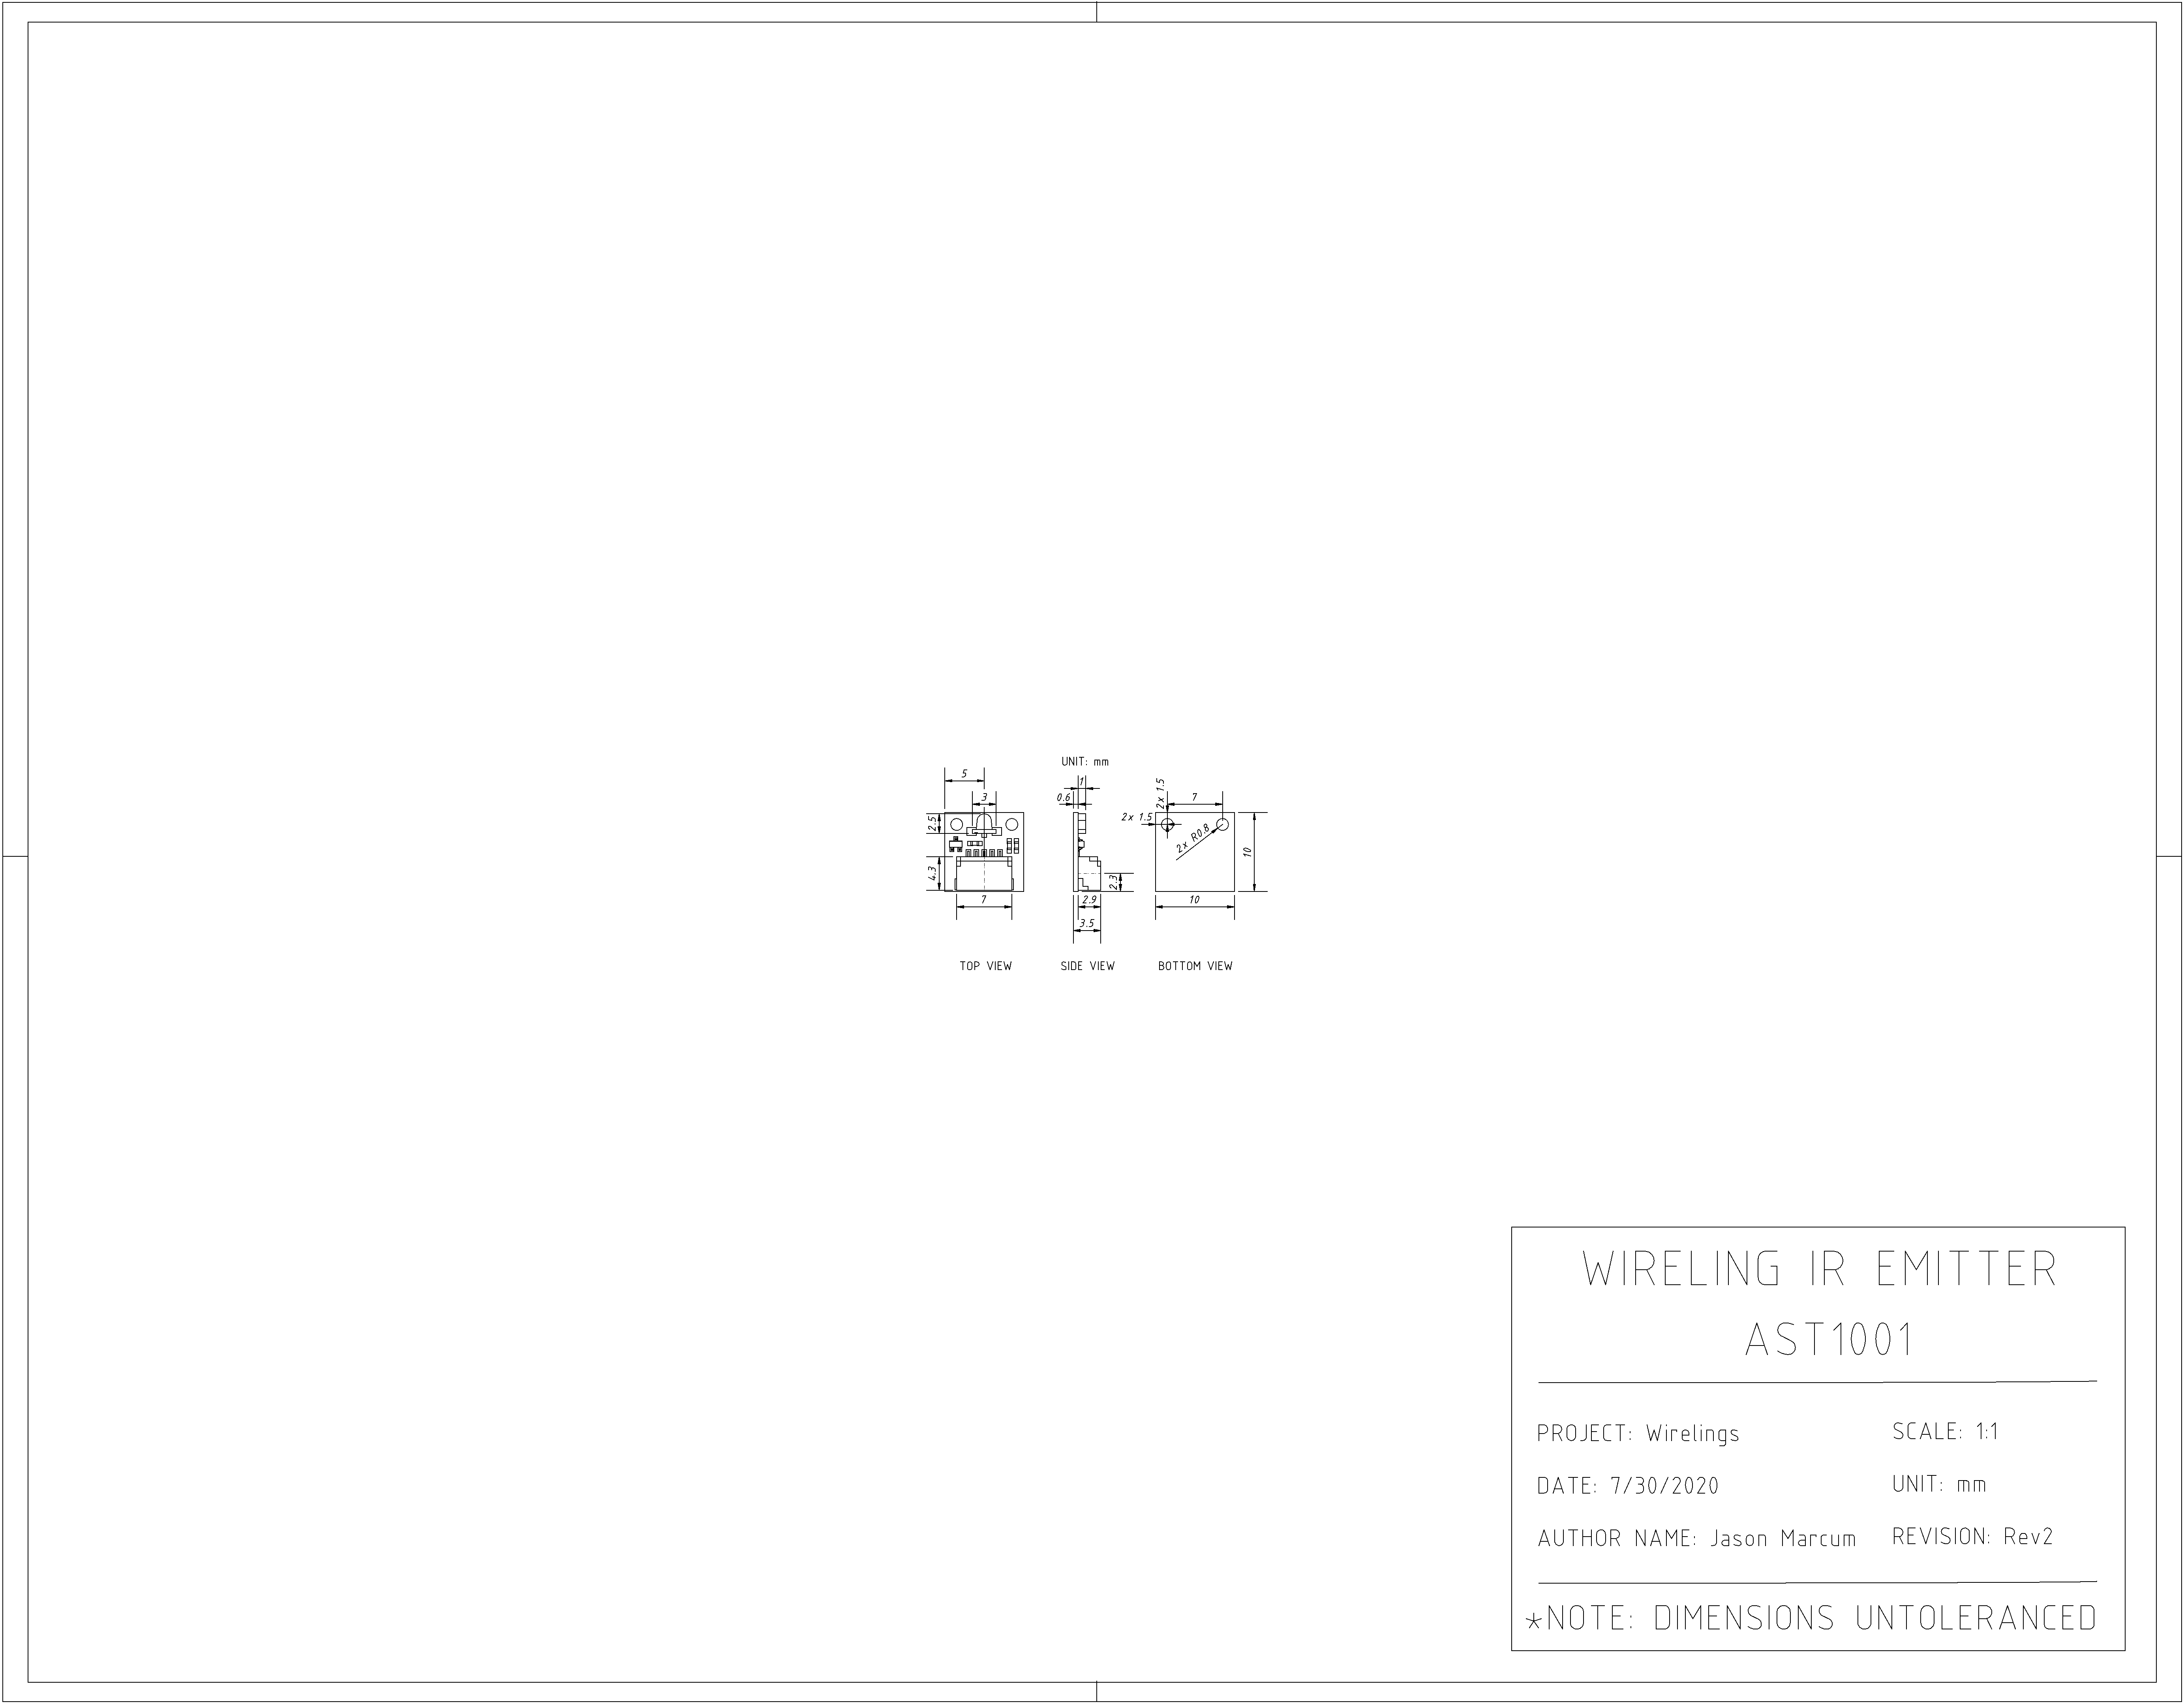 UNIT: mm
5
3
2.5
4.3
7
TOP VIEW
1
0.6
2.3
2.9
3.5
SIDE VIEW
2x 1.5
2x 1.5
7
2x R0.8
10
10
BOTTOM VIEW
WIRELING IR EMITTER
AST1001
PROJECT: Wirelings
SCALE: 1:1
DATE: 7/30/2020
UNIT: mm
AUTHOR NAME: Jason Marcum
REVISION: Rev2
*NOTE: DIMENSIONS UNTOLERANCED